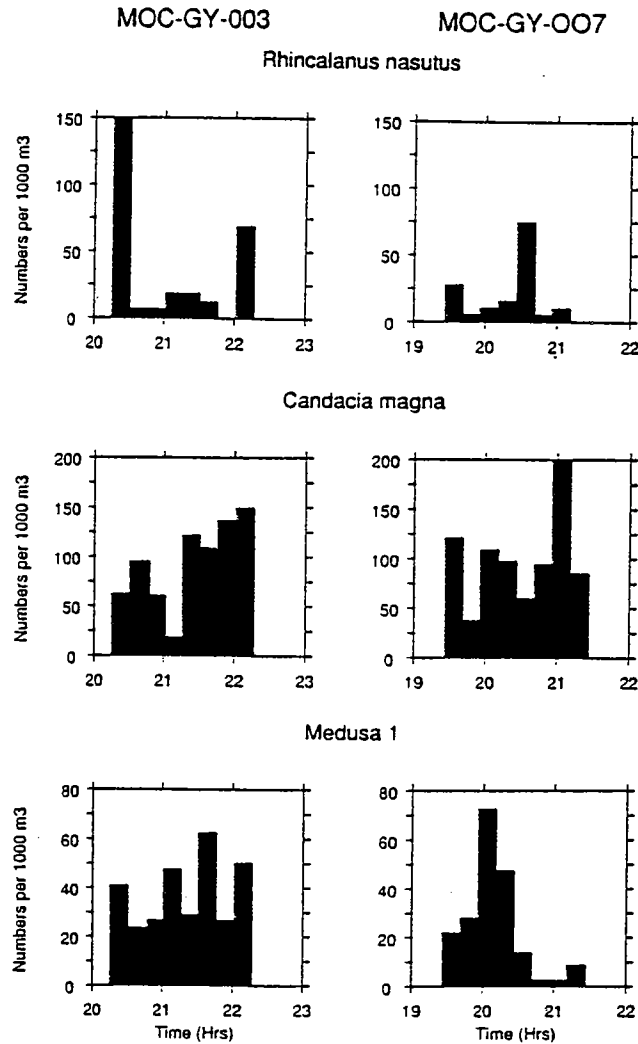 MOC-GY-003 MOC-GY-OO7
Rhincalanus nasutus
Numbers per 1000 m3
150
100
50
0
20 21 22 23
150
100
50
0
19 20 21 22
Candacia magna
Numbers per 1000 m3
200
150
100
50
0
20 21 22 23
200
150
100
50
0
19 20 21 22
Medusa 1
Numbers per 1000 m3
80
60
40
20
0
20 21 22 23
Time (Hrs)
80
60
40
20
0
19 20 21 22
Time (Hrs)